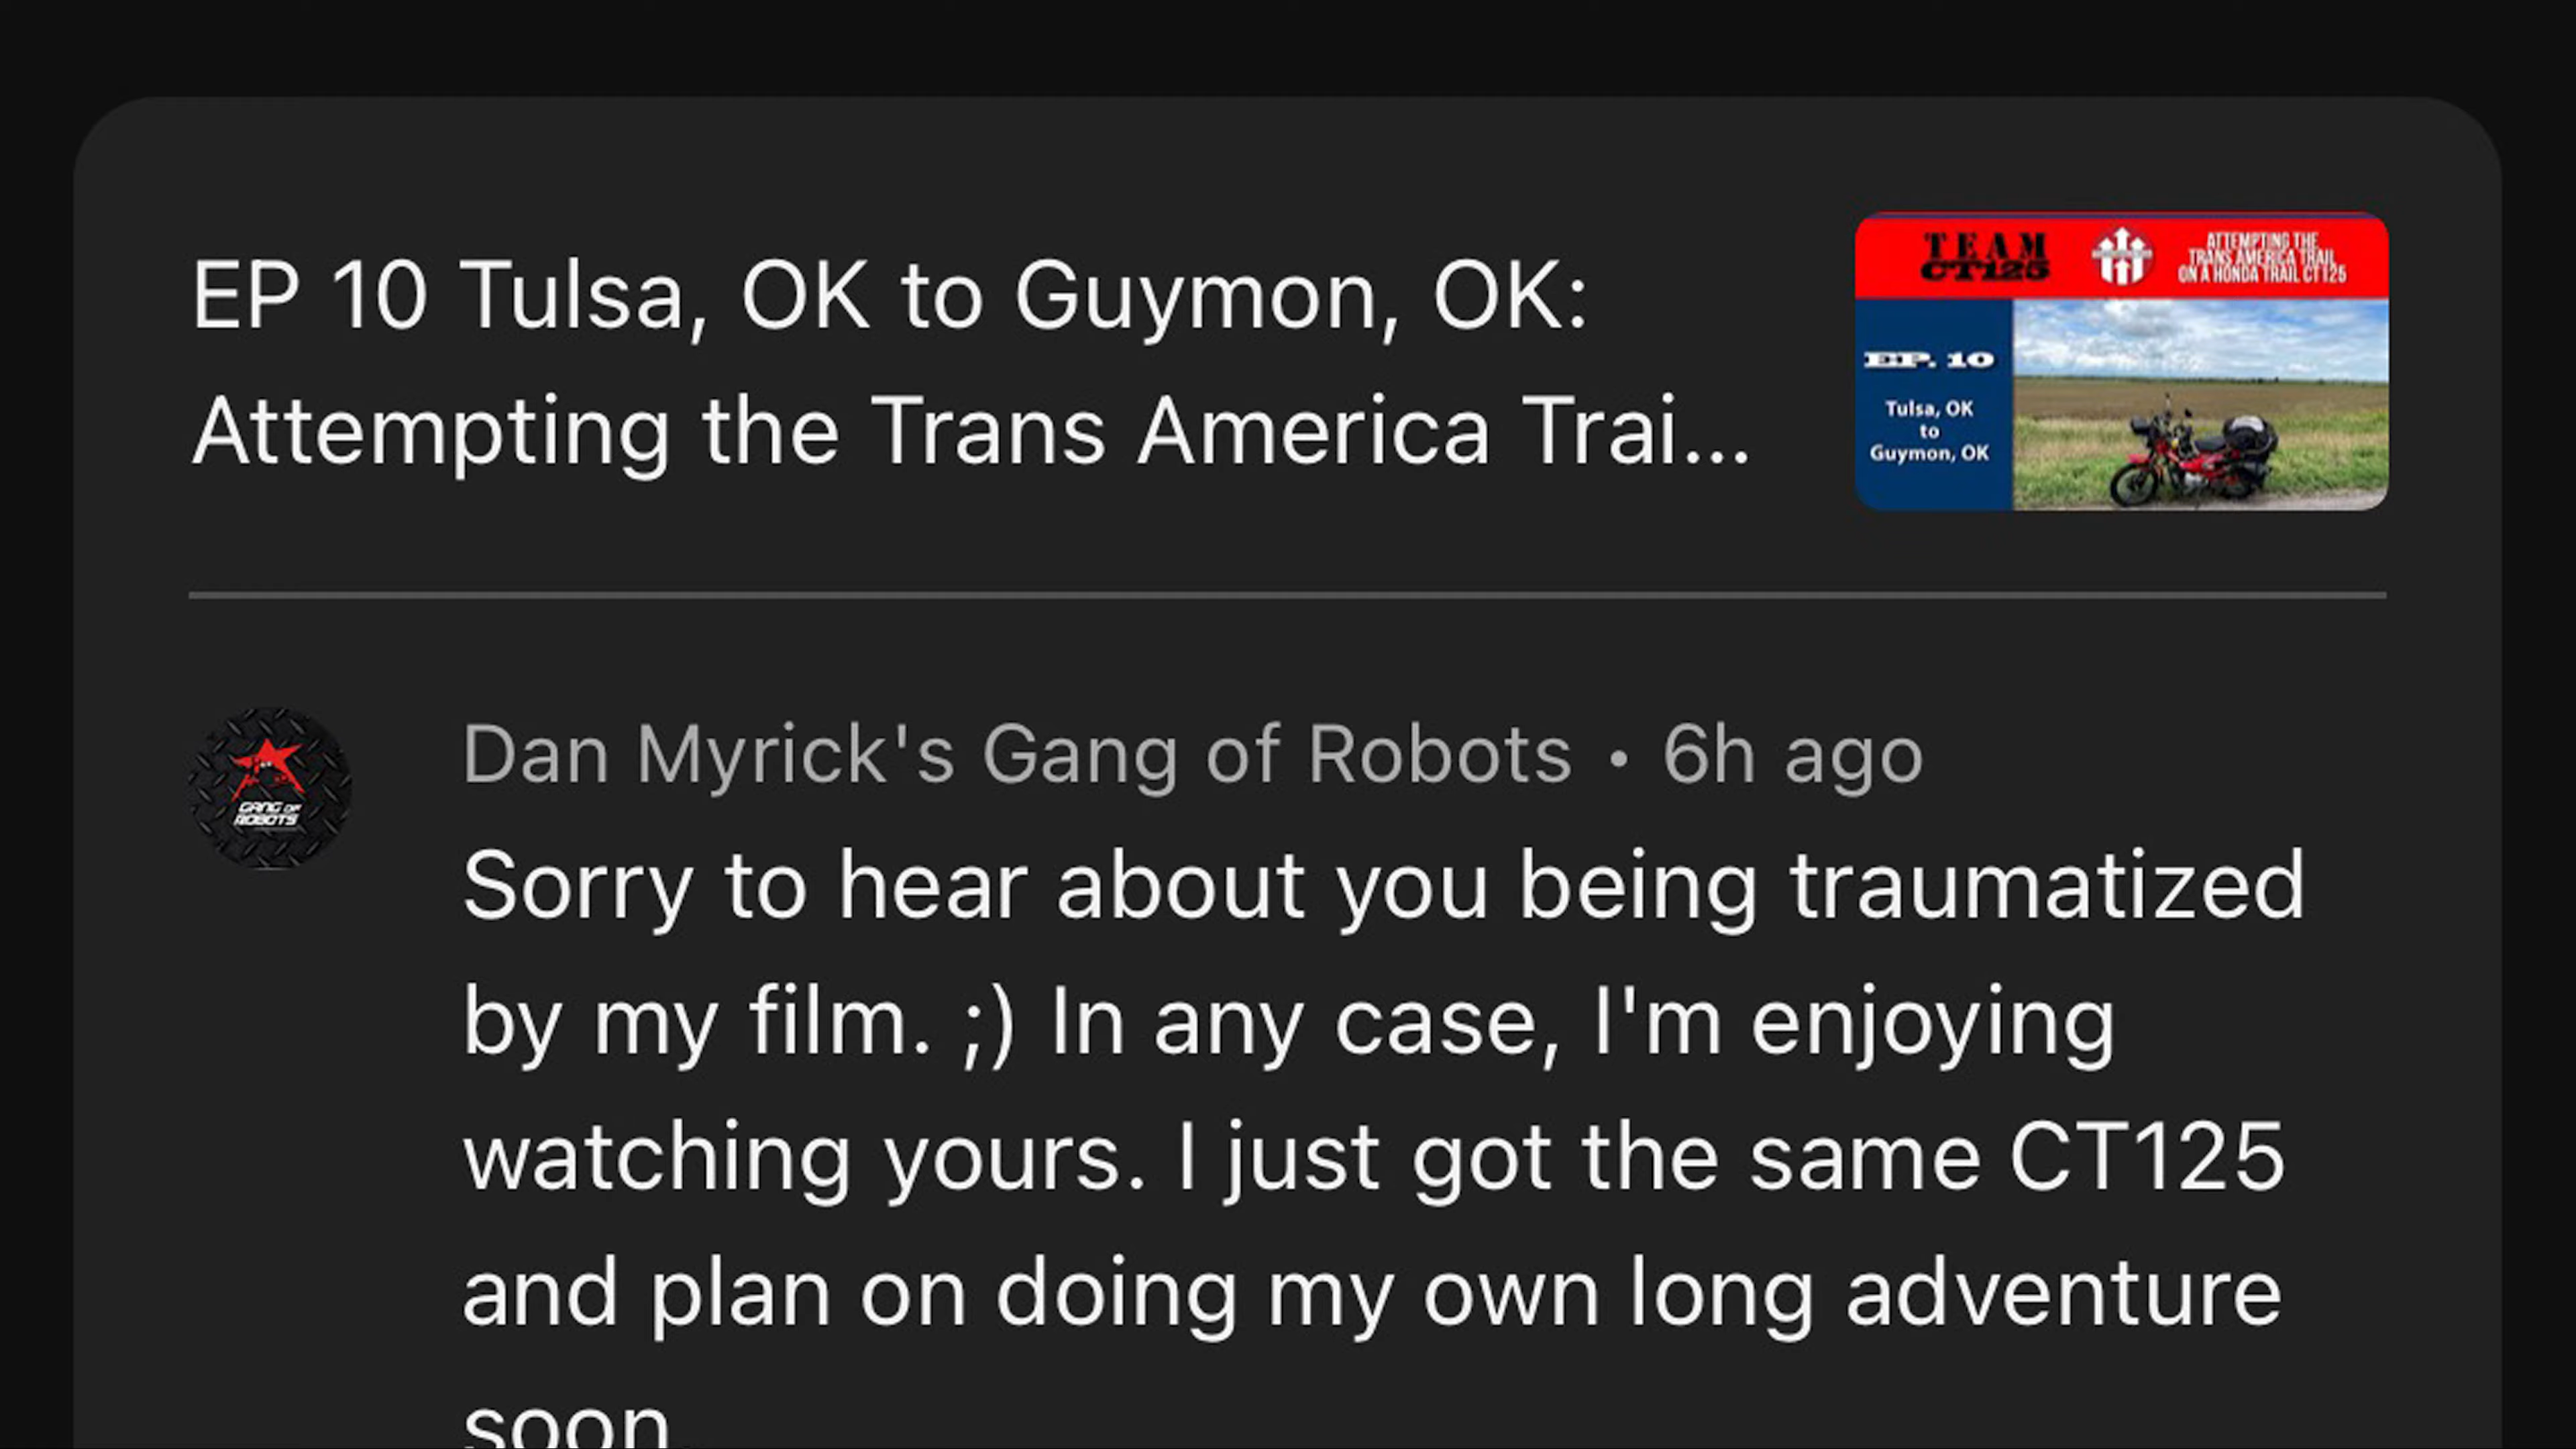 EP 10 Tulsa, OK to Guymon, OK:
Attempting the Trans America Trai...
TEAM
CT125
ATTEMPTING THE
TRANS AMERICA TRAIL
ON A HONDA TRAIL CT125
EP. 10
Tulsa, OK
to
Guymon, OK
GANG OF
ROBOTS
Dan Myrick's Gang of Robots • 6h ago
Sorry to hear about you being traumatized
by my film. ;) In any case, I'm enjoying
watching yours. I just got the same CT125
and plan on doing my own long adventure
soon.